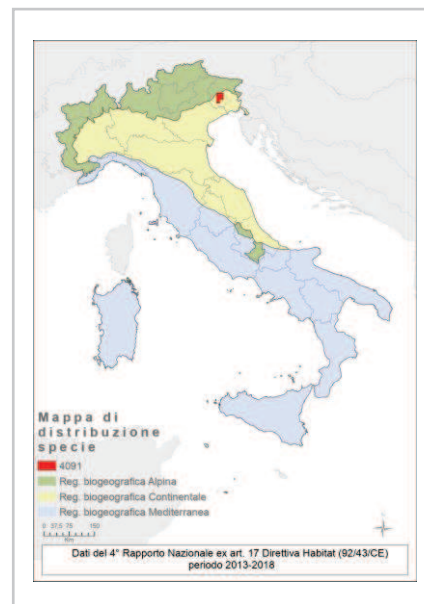 Mappa di
distribuzione
specie
4091
Reg. biogeografica Alpina
Reg. biogeografica Continentale
Reg. biogeografica Mediterranea
0 37,5 75 150
Km
Dati del 4° Rapporto Nazionale ex art. 17 Direttiva Habitat (92/43/CE)
periodo 2013-2018